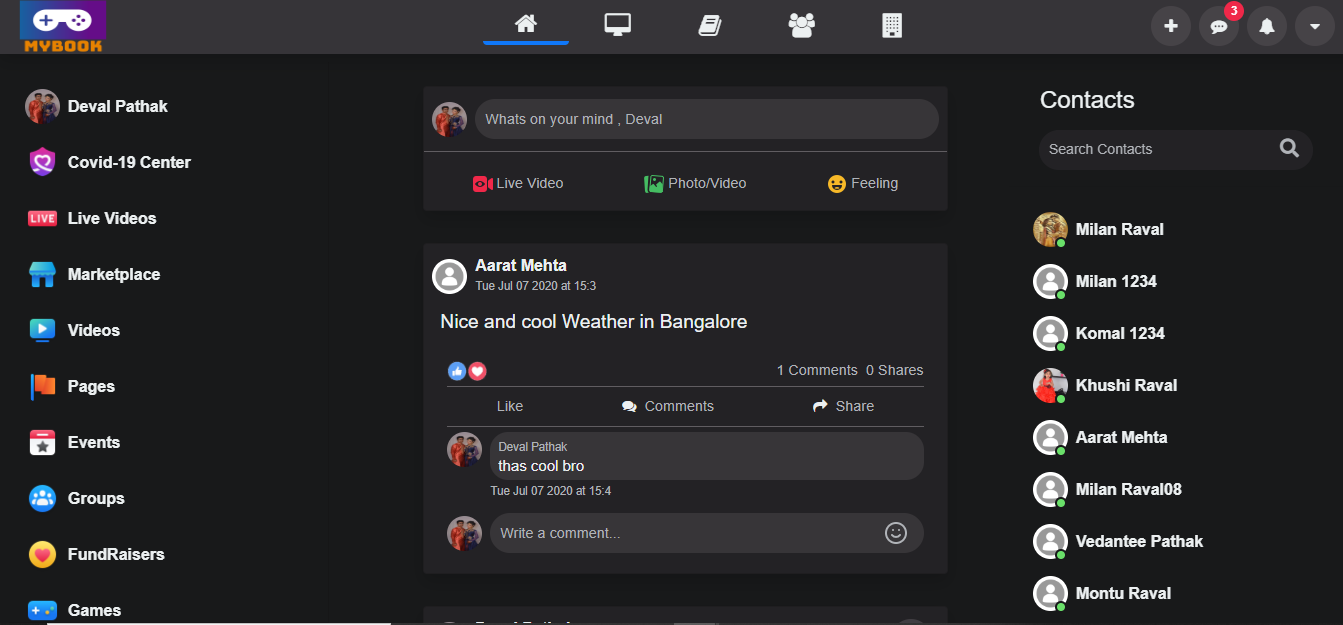 MYBOOK
3
Deval Pathak
Covid-19 Center
LIVE
Live Videos
Marketplace
Videos
Pages
Events
Groups
FundRaisers
Games
Whats on your mind , Deval
Live Video
Photo/Video
Feeling
Aarat Mehta
Tue Jul 07 2020 at 15:3
Nice and cool Weather in Bangalore
1 Comments 0 Shares
Like
Comments
Share
Deval Pathak
thas cool bro
Tue Jul 07 2020 at 15:4
Write a comment...
Contacts
Search Contacts
Milan Raval
Milan 1234
Komal 1234
Khushi Raval
Aarat Mehta
Milan Raval08
Vedantee Pathak
Montu Raval